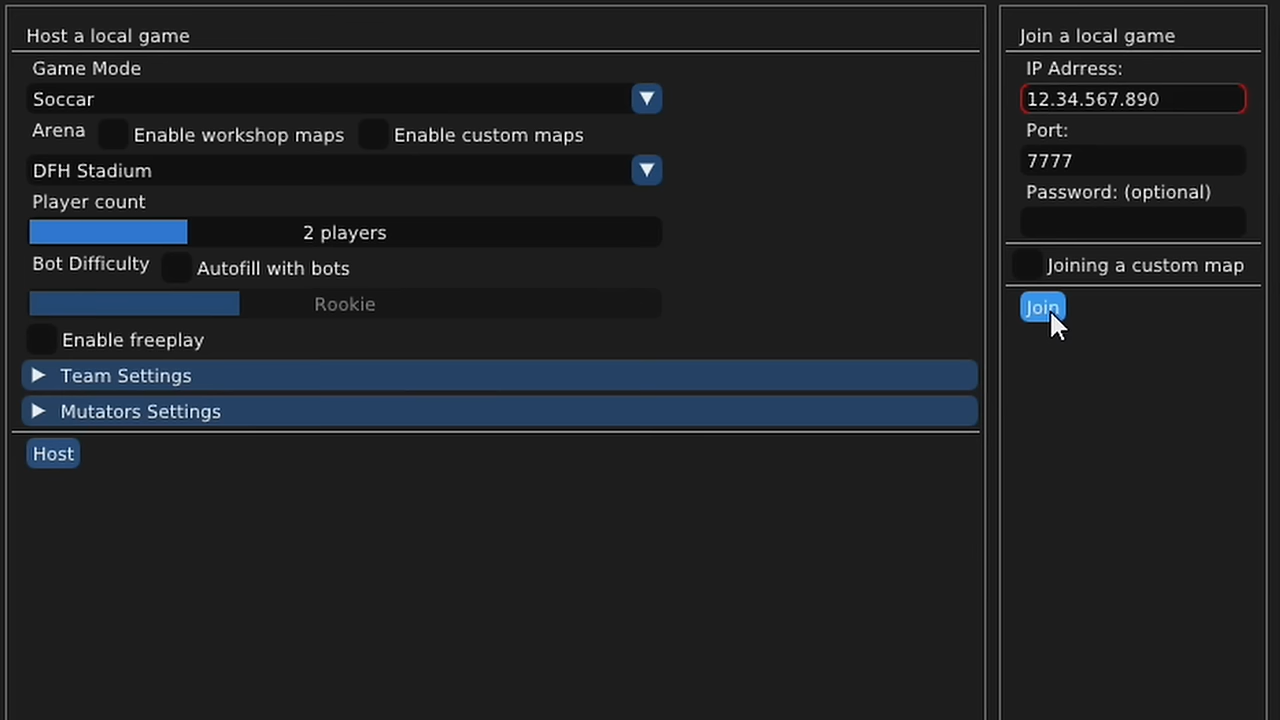 Host a local game
Game Mode
Soccar
Arena Enable workshop maps Enable custom maps
DFH Stadium
Player count
2 players
Bot Difficulty Autofill with bots
Rookie
Enable freeplay
Team Settings
Mutators Settings
Host
Join a local game
IP Adrress:
12.34.567.890
Port:
7777
Password: (optional)
Joining a custom map
Join